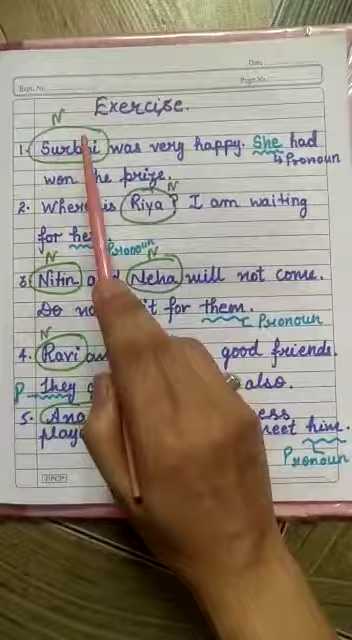 Date :
Expt. No.
Page No.
N
Exercise.
1. Surbhi was very happy. She had
↳ Pronoun
won the prize.
N
2. Where is Riya? I am waiting
for her
Pronoun
N N
3. Nitin and Neha will not come.
Do not wait for them.
Pronoun
N
4. Ravi good friends.
P They also.
5.
play meet him
Pronoun